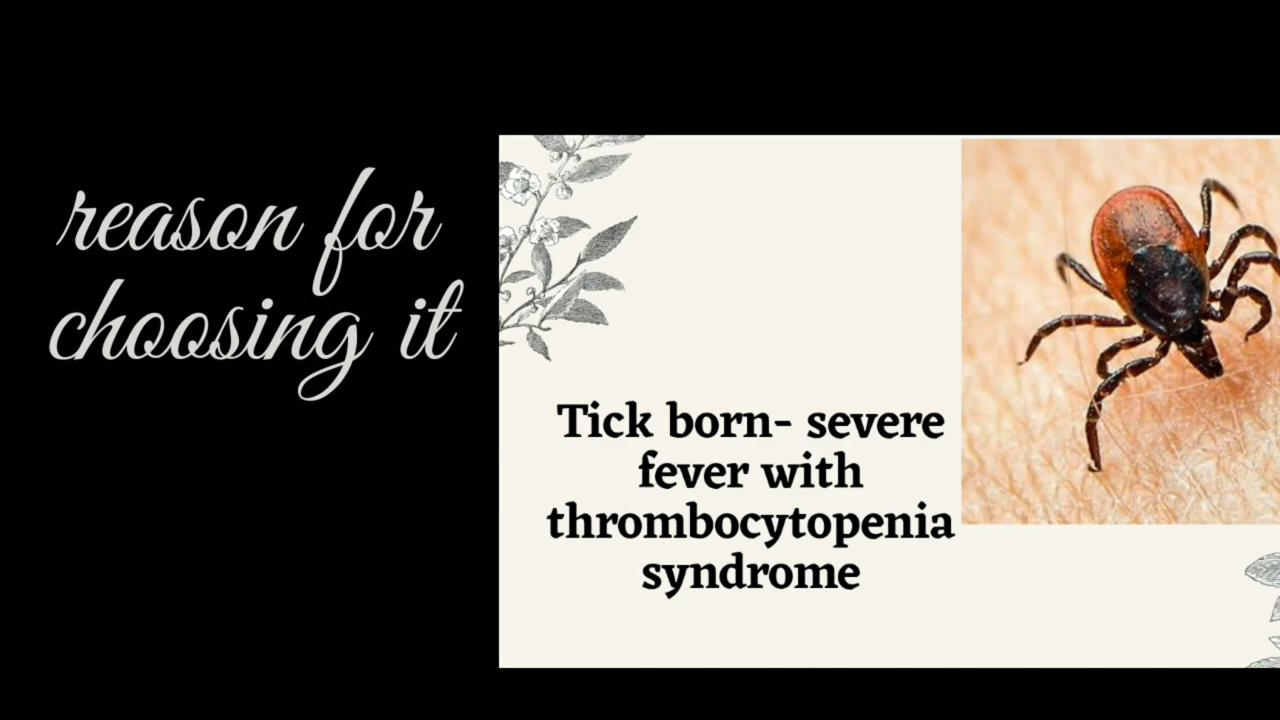 reason for
choosing it
Tick born- severe
fever with
thrombocytopenia
syndrome